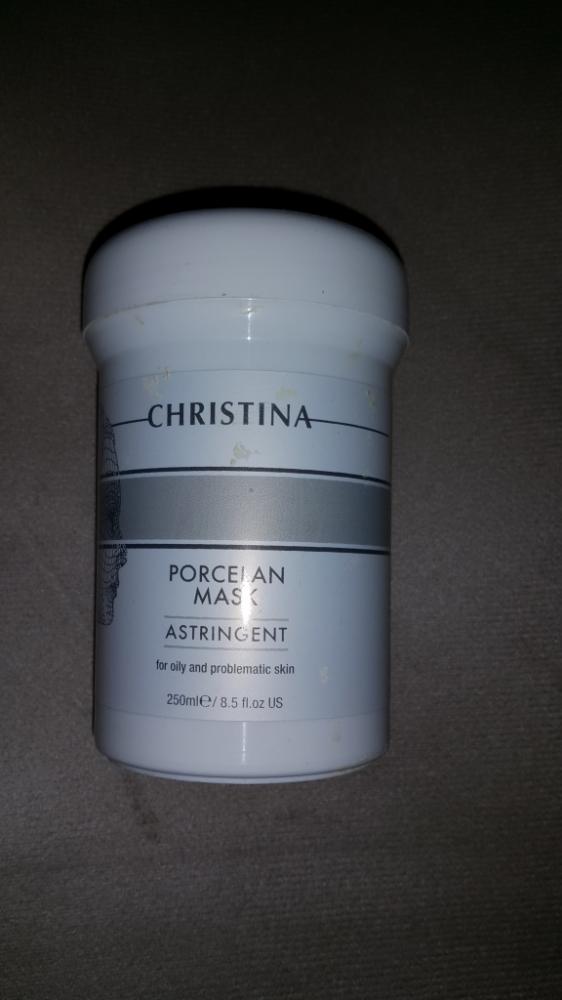 CHRISTINA
PORCELAN
MASK
ASTRINGENT
for oily and problematic skin
250ml℮/ 8.5 fl.oz US